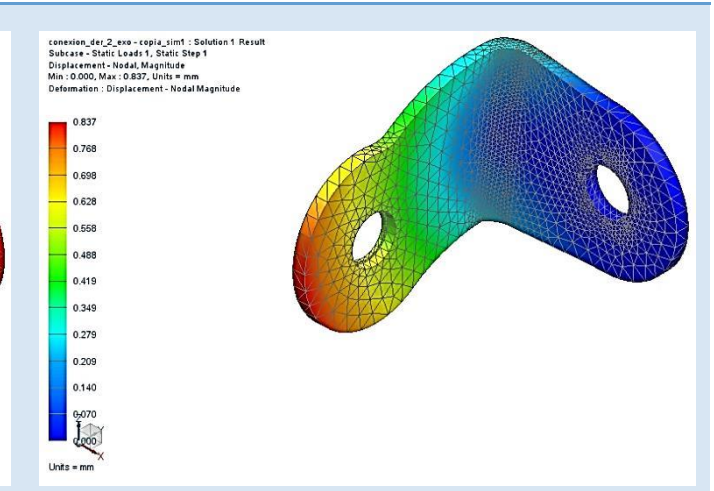 conexion_der_2_exo - copia_sim1 : Solution 1 Result
Subcase - Static Loads 1, Static Step 1
Displacement - Nodal, Magnitude
Min : 0.000, Max : 0.837, Units = mm
Deformation : Displacement - Nodal Magnitude
0.837
0.768
0.698
0.628
0.558
0.488
0.419
0.349
0.279
0.209
0.140
0.070
0.000
X
Units = mm